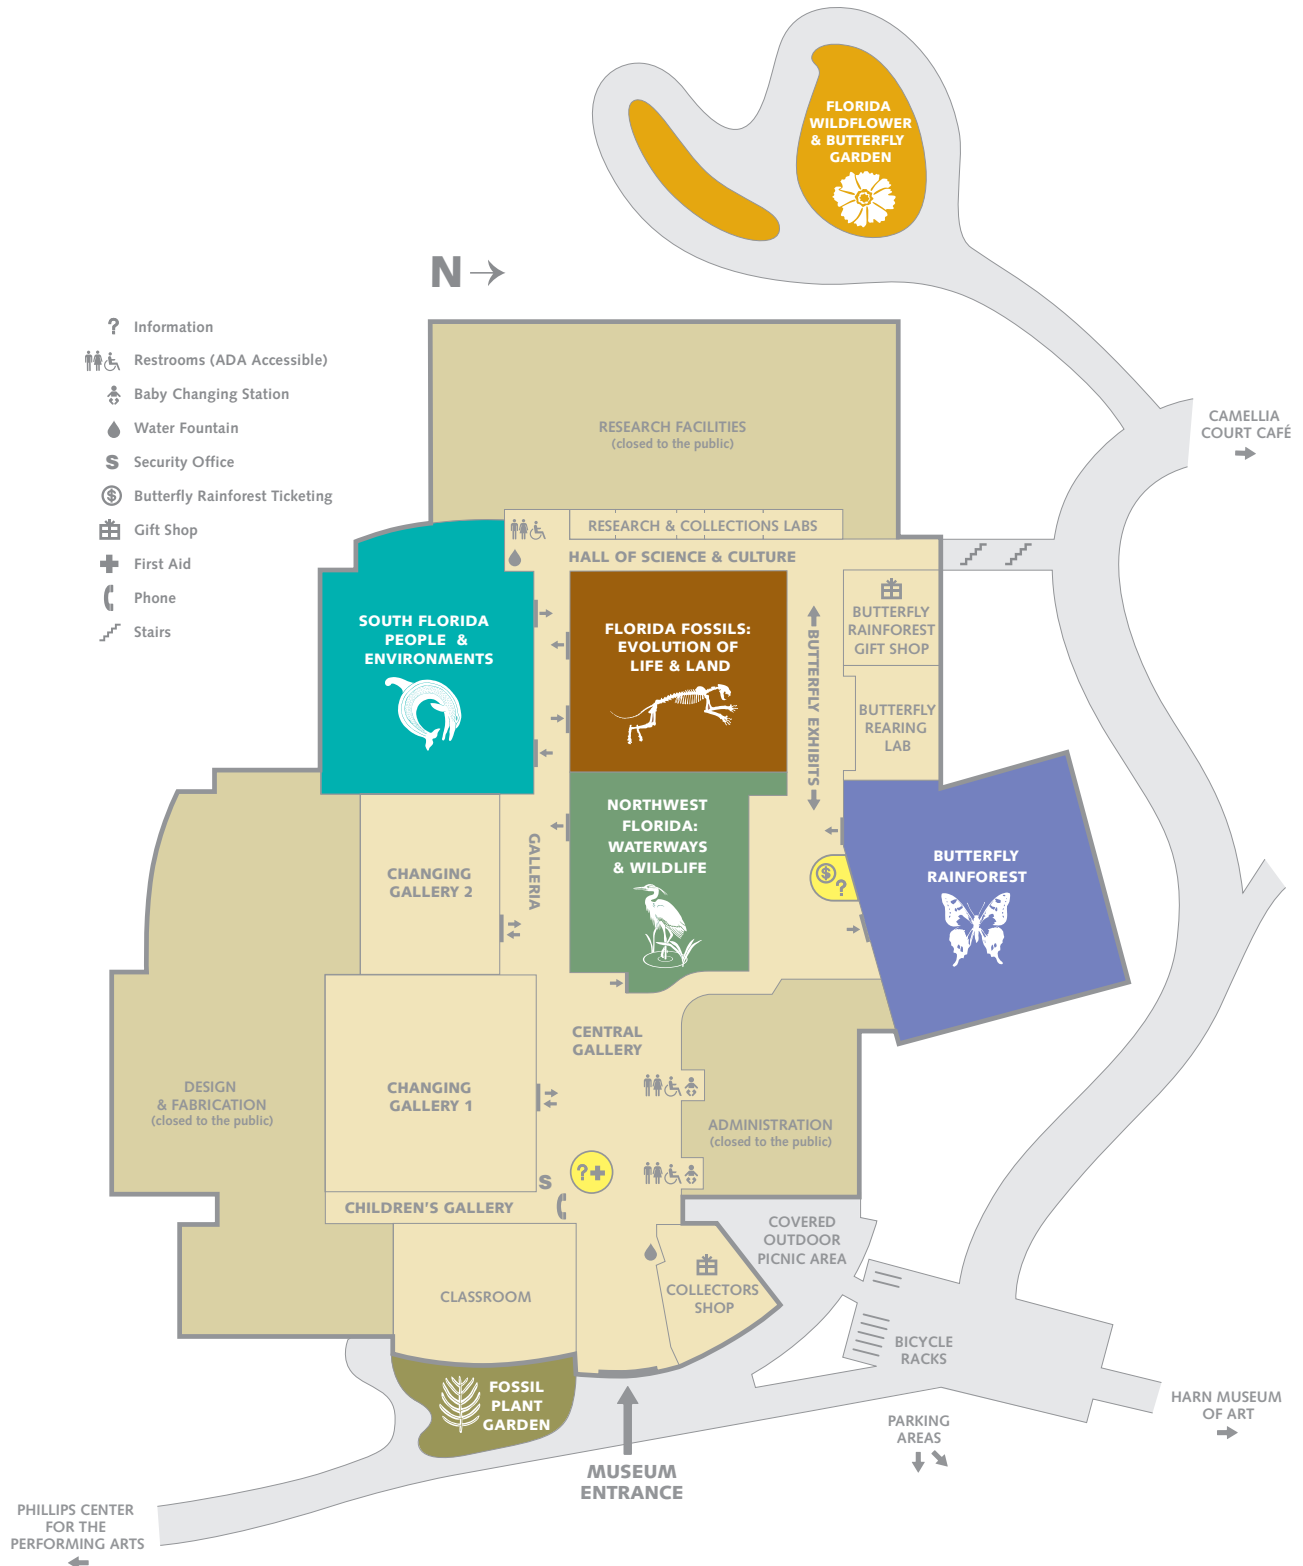 FLORIDA
WILDFLOWER
& BUTTERFLY
GARDEN
N
? Information
Restrooms (ADA Accessible)
Baby Changing Station
Water Fountain
S Security Office
$ Butterfly Rainforest Ticketing
Gift Shop
First Aid
Phone
Stairs
CAMELLIA
COURT CAFÉ
RESEARCH FACILITIES
(closed to the public)
RESEARCH & COLLECTIONS LABS
HALL OF SCIENCE & CULTURE
SOUTH FLORIDA
PEOPLE &
ENVIRONMENTS
FLORIDA FOSSILS:
EVOLUTION OF
LIFE & LAND
BUTTERFLY EXHIBITS
BUTTERFLY
RAINFOREST
GIFT SHOP
BUTTERFLY
REARING
LAB
NORTHWEST
FLORIDA:
WATERWAYS
& WILDLIFE
GALLERIA
CHANGING
GALLERY 2
$
?
BUTTERFLY
RAINFOREST
CENTRAL
GALLERY
DESIGN
& FABRICATION
(closed to the public)
CHANGING
GALLERY 1
ADMINISTRATION
(closed to the public)
S
?
CHILDREN'S GALLERY
COVERED
OUTDOOR
PICNIC AREA
CLASSROOM
COLLECTORS
SHOP
BICYCLE
RACKS
FOSSIL
PLANT
GARDEN
HARN MUSEUM
OF ART
PARKING
AREAS
MUSEUM
ENTRANCE
PHILLIPS CENTER
FOR THE
PERFORMING ARTS